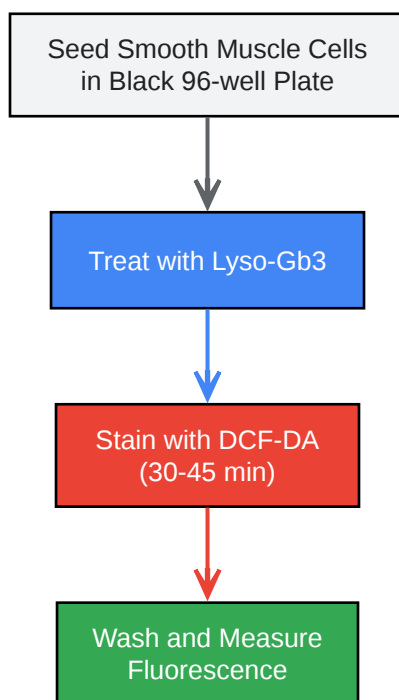 Seed Smooth Muscle Cells
in Black 96-well Plate
Treat with Lyso-Gb3
Stain with DCF-DA
(30-45 min)
Wash and Measure
Fluorescence